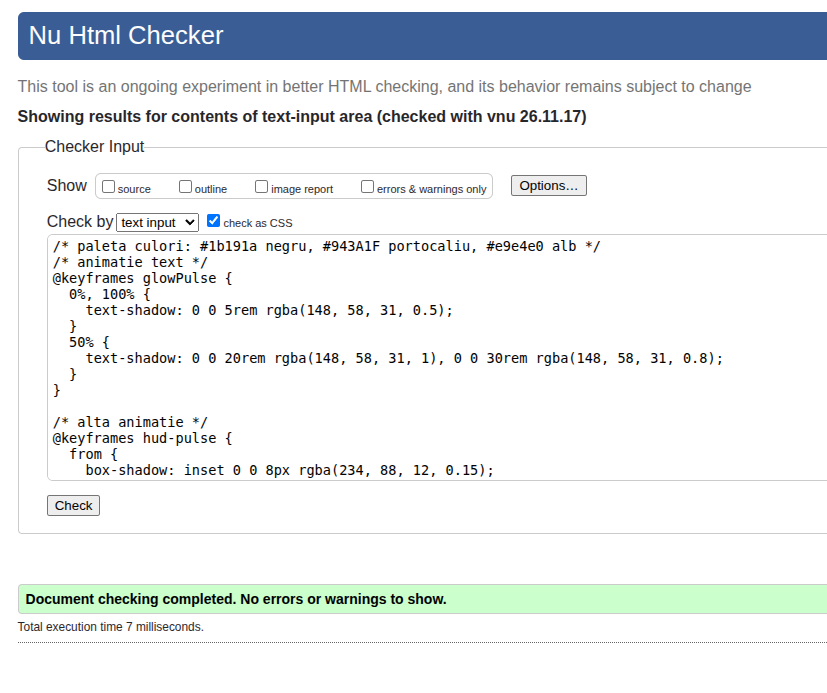 Nu Html Checker
This tool is an ongoing experiment in better HTML checking, and its behavior remains subject to change
Showing results for contents of text-input area (checked with vnu 26.11.17)
Checker Input
Show source outline image report errors & warnings only Options…
Check by text input check as CSS
/* paleta culori: #1b191a negru, #943A1F portocaliu, #e9e4e0 alb */
/* animatie text */
@keyframes glowPulse {
  0%, 100% {
    text-shadow: 0 0 5rem rgba(148, 58, 31, 0.5);
  }
  50% {
    text-shadow: 0 0 20rem rgba(148, 58, 31, 1), 0 0 30rem rgba(148, 58, 31, 0.8);
  }
}
/* alta animatie */
@keyframes hud-pulse {
  from {
    box-shadow: inset 0 0 8px rgba(234, 88, 12, 0.15);
Check
Document checking completed. No errors or warnings to show.
Total execution time 7 milliseconds.